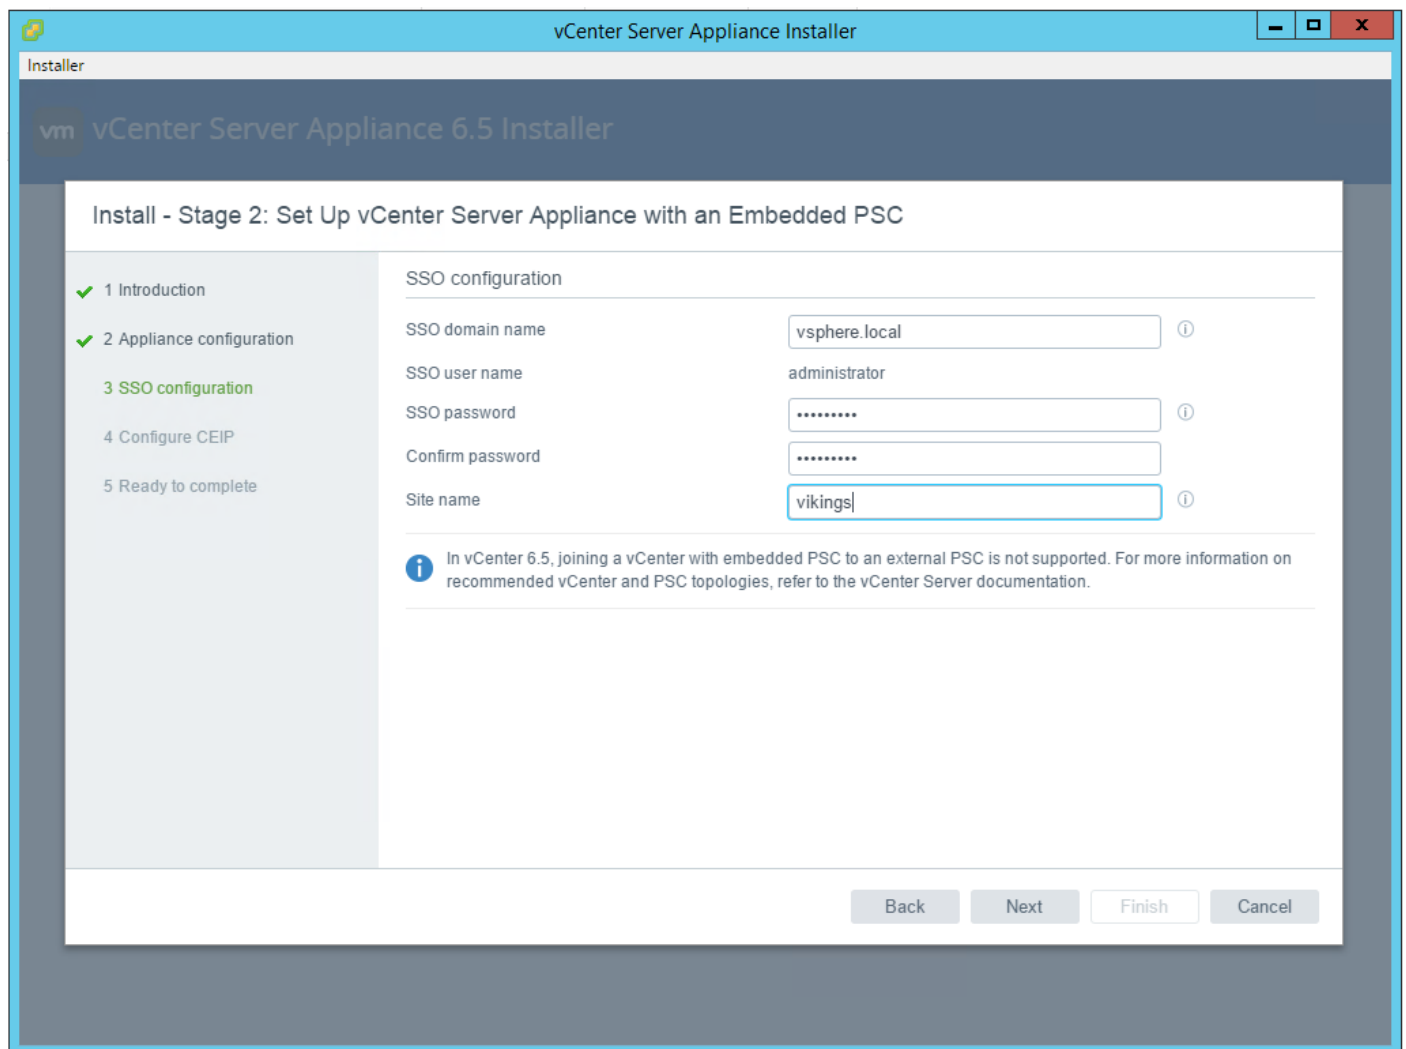 vCenter Server Appliance Installer
X
Installer
vm vCenter Server Appliance 6.5 Installer
Install - Stage 2: Set Up vCenter Server Appliance with an Embedded PSC
1 Introduction
2 Appliance configuration
3 SSO configuration
4 Configure CEIP
5 Ready to complete
SSO configuration
SSO domain name vsphere.local
SSO user name administrator
SSO password •••••••••
Confirm password •••••••••
Site name vikings
In vCenter 6.5, joining a vCenter with embedded PSC to an external PSC is not supported. For more information on
recommended vCenter and PSC topologies, refer to the vCenter Server documentation.
Back Next Finish Cancel